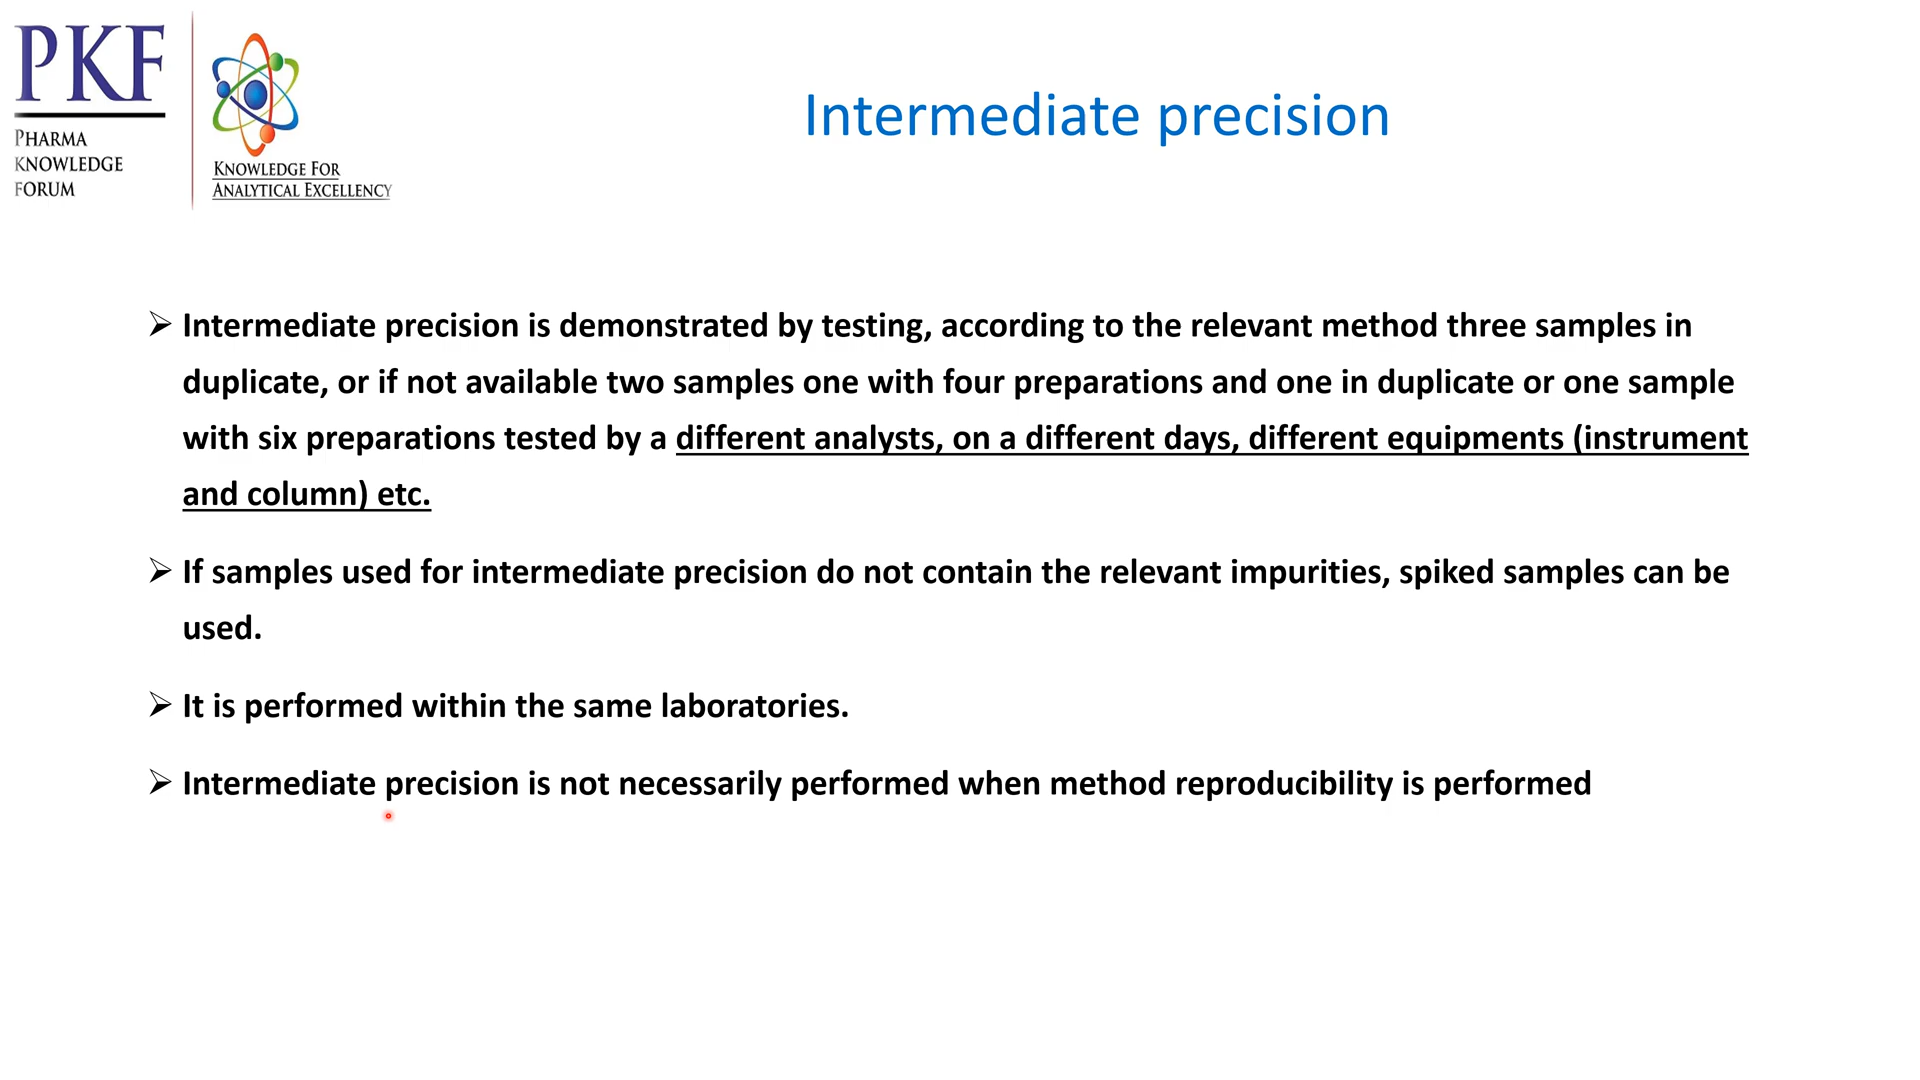 PKF
PHARMA
KNOWLEDGE
FORUM
KNOWLEDGE FOR
ANALYTICAL EXCELLENCY
Intermediate precision
➢ Intermediate precision is demonstrated by testing, according to the relevant method three samples in
duplicate, or if not available two samples one with four preparations and one in duplicate or one sample
with six preparations tested by a different analysts, on a different days, different equipments (instrument
and column) etc.
➢ If samples used for intermediate precision do not contain the relevant impurities, spiked samples can be
used.
➢ It is performed within the same laboratories.
➢ Intermediate precision is not necessarily performed when method reproducibility is performed